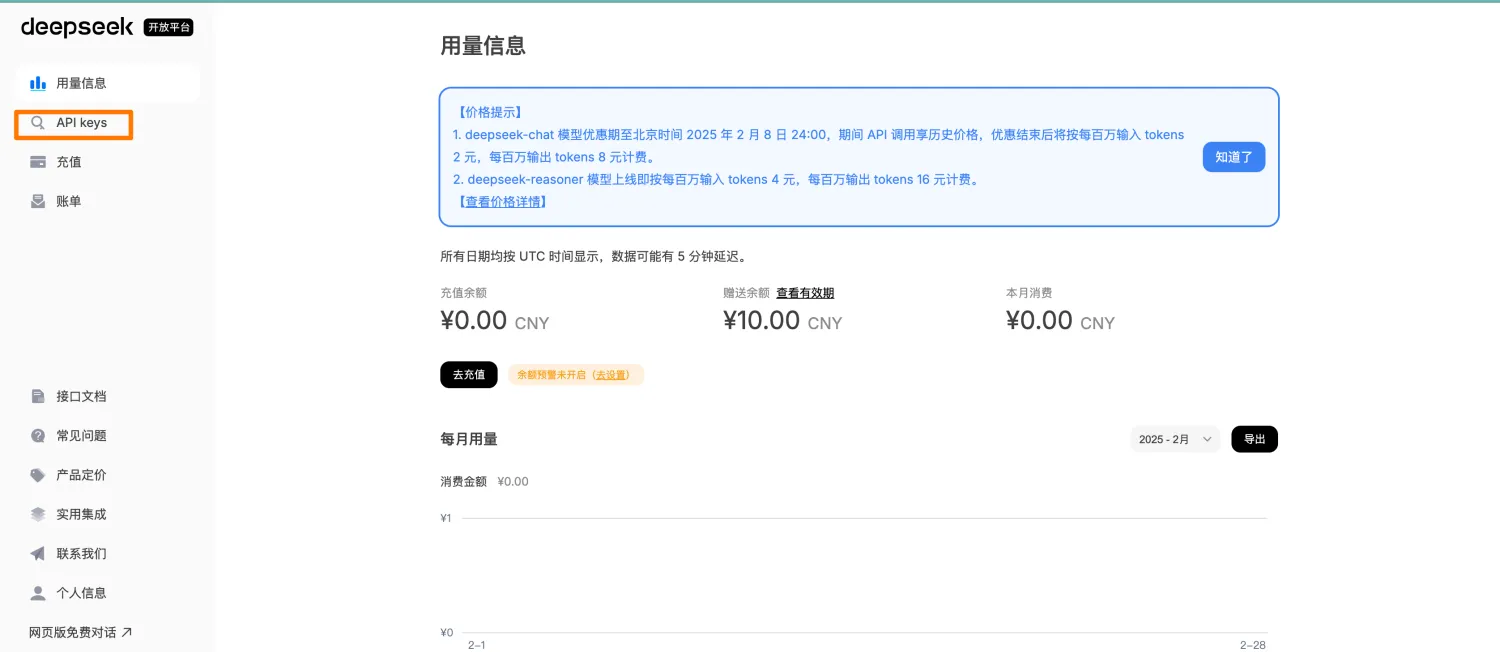 deepseek 开放平台
用量信息
API keys
充值
账单
接口文档
常见问题
产品定价
实用集成
联系我们
个人信息
网页版免费对话
用量信息
【价格提示】
1. deepseek-chat 模型优惠期至北京时间 2025 年 2 月 8 日 24:00，期间 API 调用享历史价格，优惠结束后将按每百万输入 tokens
2 元，每百万输出 tokens 8 元计费。
2. deepseek-reasoner 模型上线即按每百万输入 tokens 4 元，每百万输出 tokens 16 元计费。
【查看价格详情】
知道了
所有日期均按 UTC 时间显示，数据可能有 5 分钟延迟。
充值余额
¥0.00 CNY
赠送余额 查看有效期
¥10.00 CNY
本月消费
¥0.00 CNY
去充值
余额预警未开启（去设置）
每月用量
2025 - 2月
导出
消费金额 ¥0.00
¥1
¥0
2-1
2-28